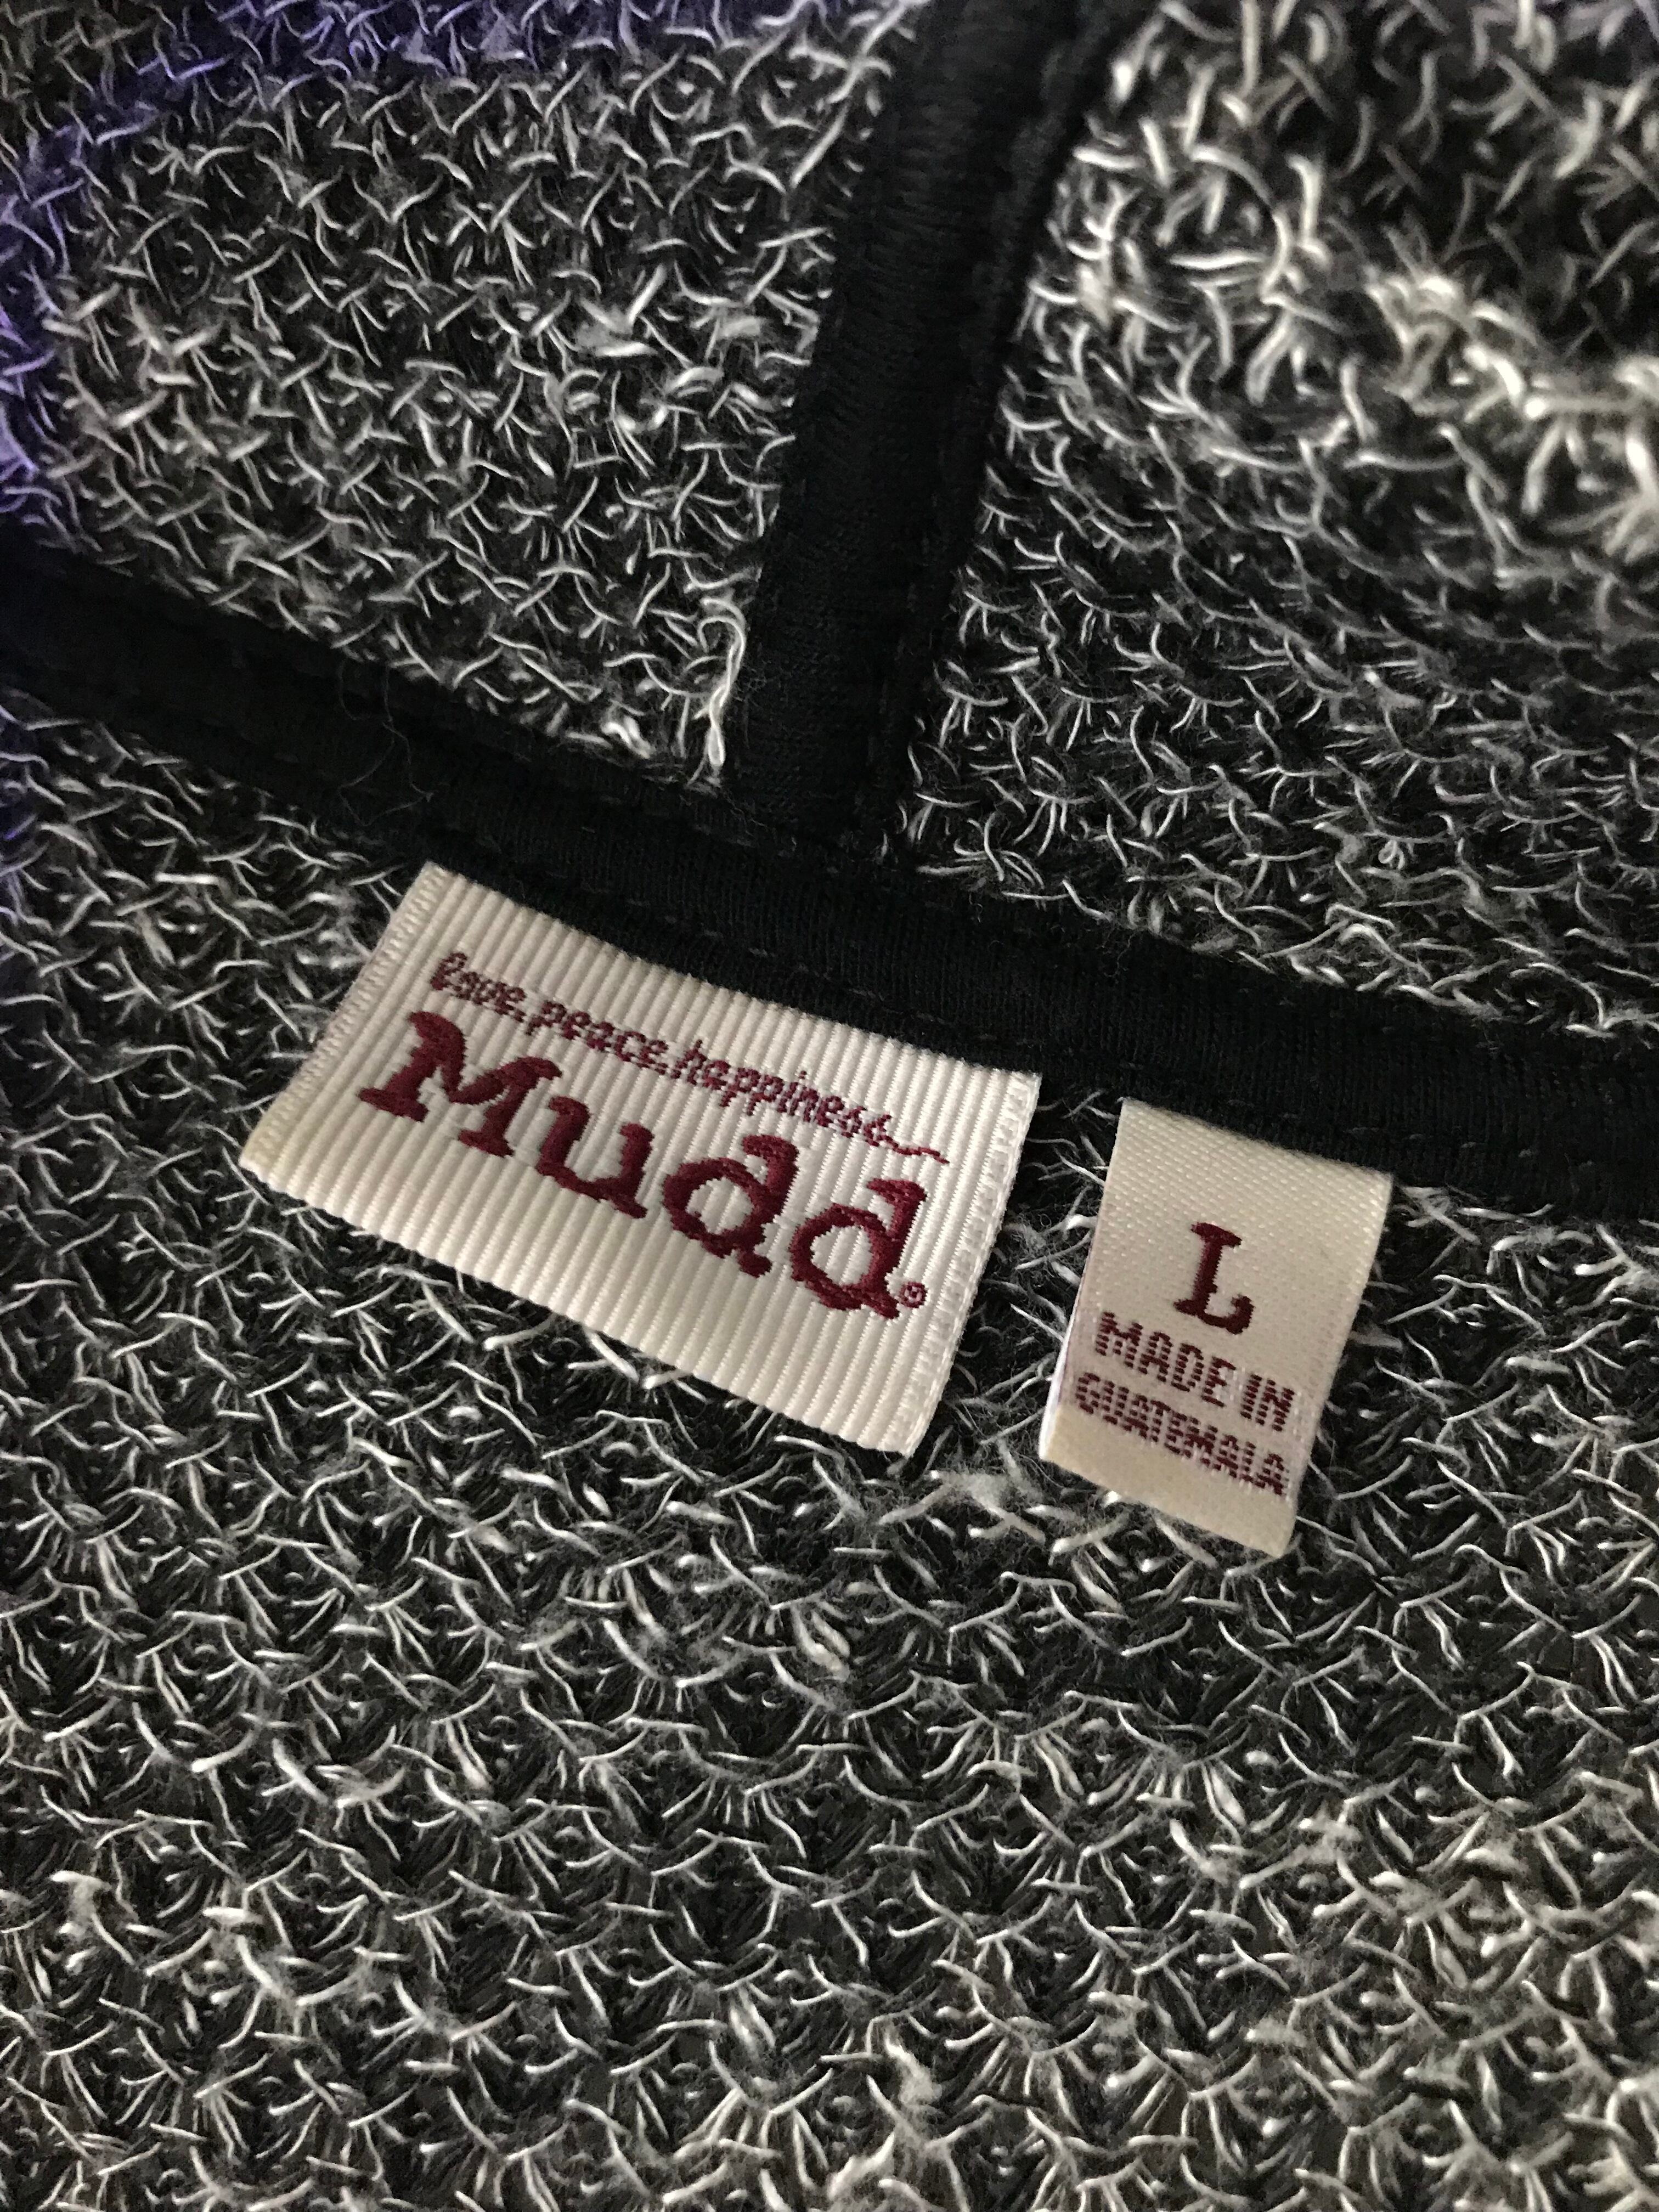 love.peace.happiness
Mudd®
L
MADE IN
GUATEMALA